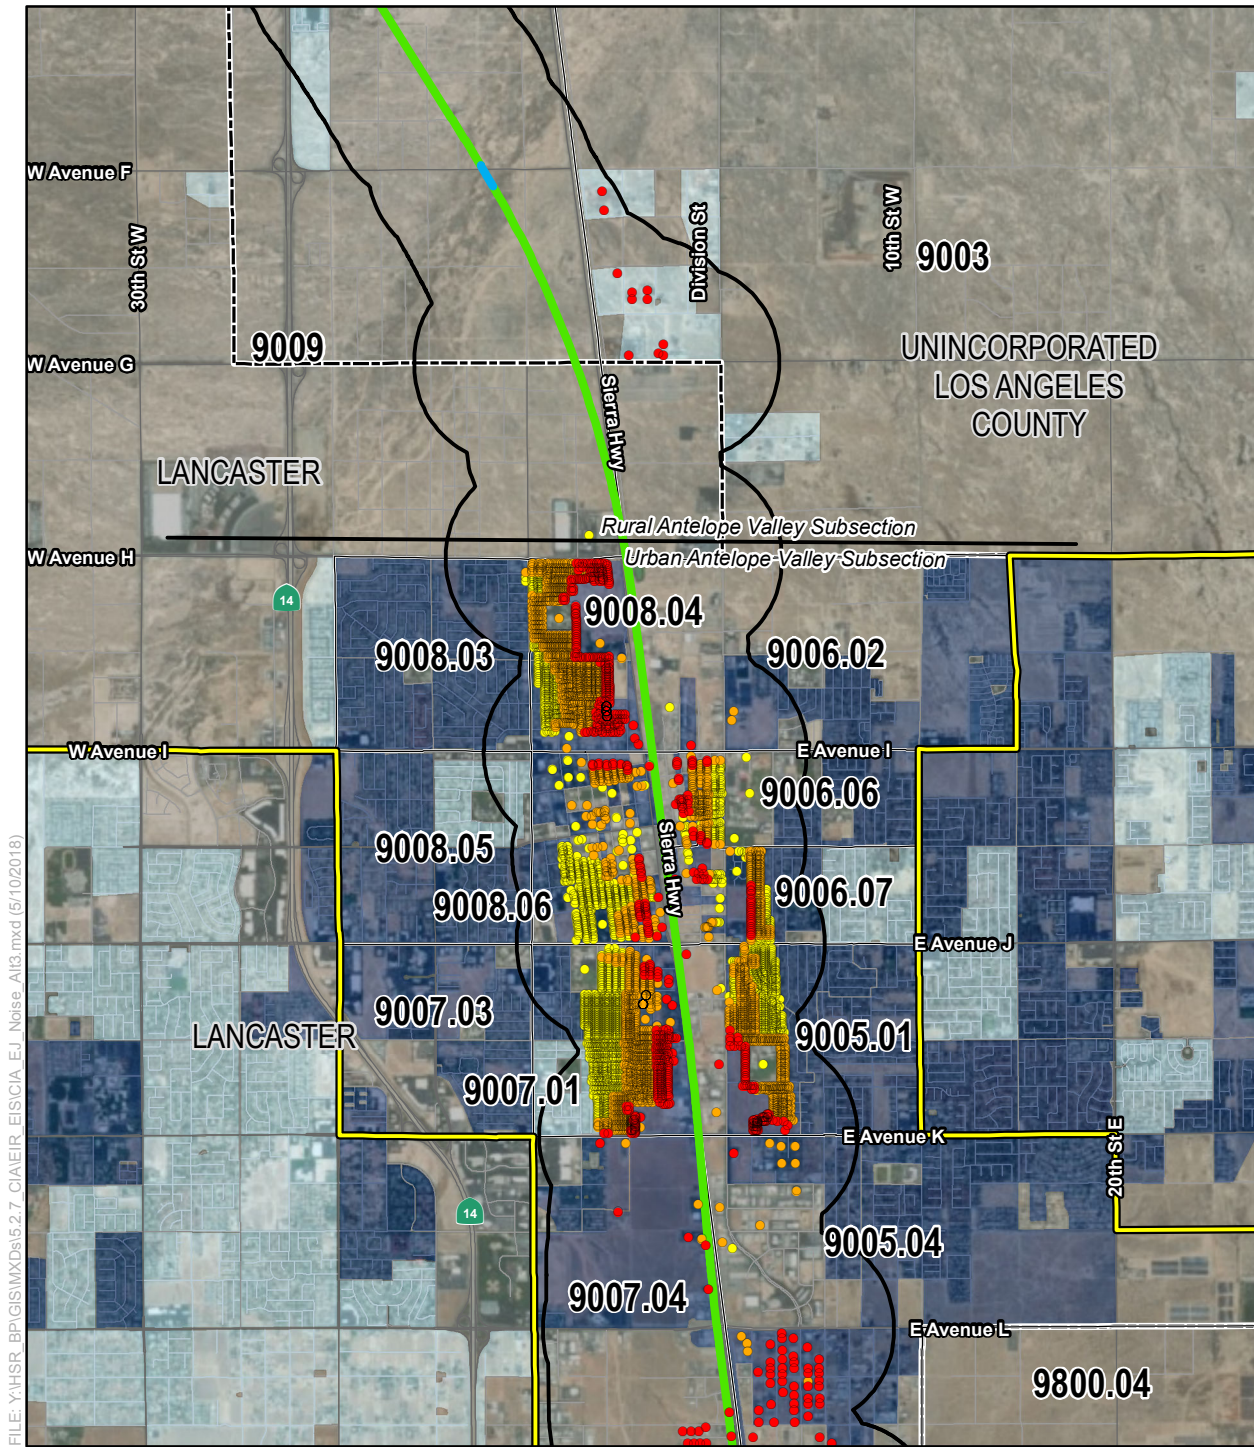 W Avenue F
30th St W
Division St
10th St W
9003
9009
W Avenue G
UNINCORPORATED
LOS ANGELES
COUNTY
Sierra Hwy
LANCASTER
Rural Antelope Valley Subsection
W Avenue H
Urban Antelope Valley Subsection
14
9008.04
9008.03
9006.02
W Avenue I
E Avenue I
9006.06
9008.05
Sierra Hwy
9008.06
9006.07
E Avenue J
9007.03
LANCASTER
9005.01
9007.01
E Avenue K
20th St E
14
9005.04
9007.04
E Avenue L
9800.04
FILE: Y:\HSR_BP\GIS\MXDs\5.2.7_CIA\EIR_EIS\CIA_EJ_Noise_Alt3.mxd (5/10/2018)